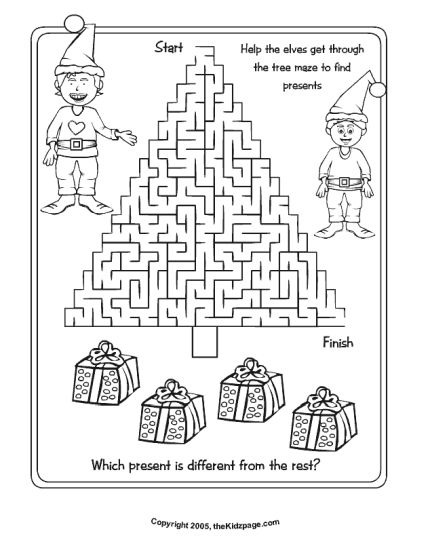 Start
Help the elves get through
the tree maze to find
presents
Finish
Which present is different from the rest?
Copyright 2005, theKidzpage.com